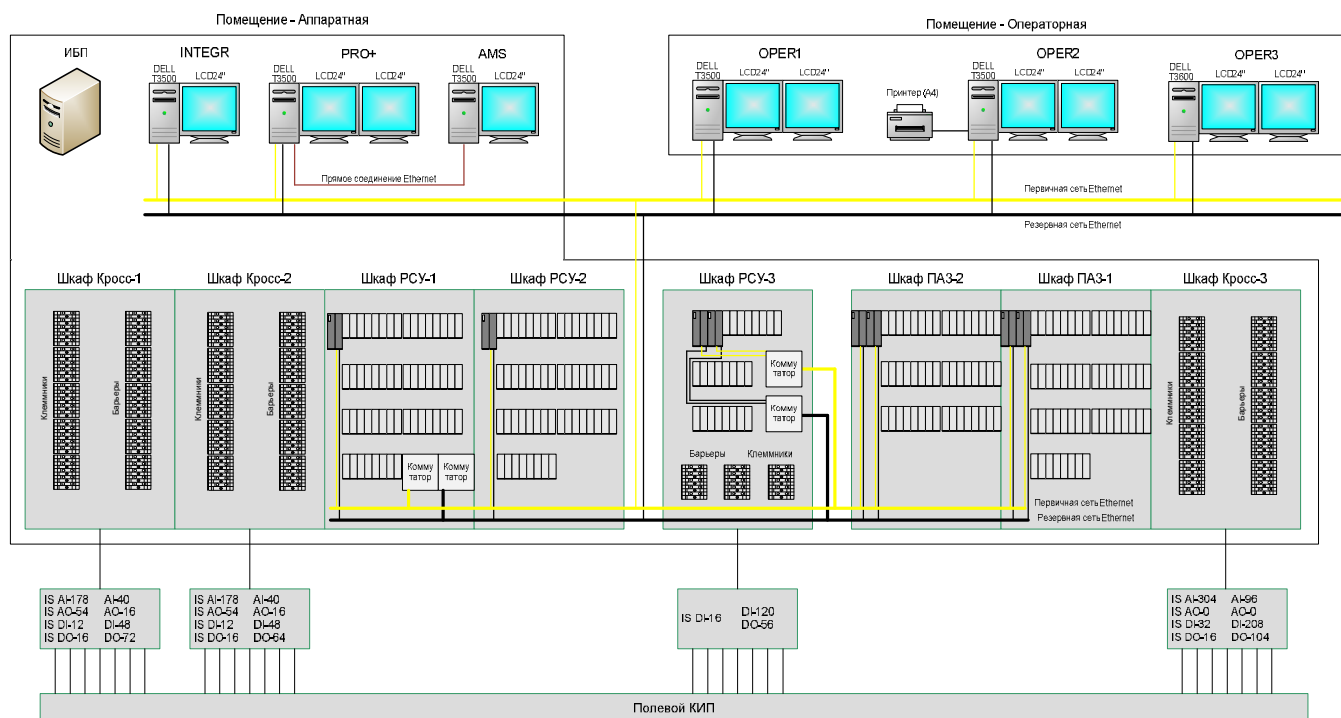 Помещение - Аппаратная
Помещение - Операторная
ИБП
INTEGR
PRO+
AMS
OPER1
OPER2
OPER3
DELL
T3500
LCD24"
DELL
T3500
LCD24"
LCD24"
DELL
T3500
LCD24"
DELL
T3500
LCD24"
LCD24"
Принтер (А4)
DELL
T3500
LCD24"
LCD24"
DELL
T3600
LCD24"
LCD24"
Прямое соединение Ethernet
Первичная сеть Ethernet
Резервная сеть Ethernet
Шкаф Кросс-1
Шкаф Кросс-2
Шкаф РСУ-1
Шкаф РСУ-2
Шкаф РСУ-3
Шкаф ПАЗ-2
Шкаф ПАЗ-1
Шкаф Кросс-3
Клеммники
Барьеры
Клеммники
Барьеры
Комму
татор
Комму
татор
Комму
татор
Комму
татор
Барьеры
Клеммники
Клеммники
Барьеры
Первичная сеть Ethernet
Резервная сеть Ethernet
IS AI-178 AI-40
IS AO-54 AO-16
IS DI-12 DI-48
IS DO-16 DO-72
IS AI-178 AI-40
IS AO-54 AO-16
IS DI-12 DI-48
IS DO-16 DO-64
IS DI-16
DI-120
DO-56
IS AI-304 AI-96
IS AO-0 AO-0
IS DI-32 DI-208
IS DO-16 DO-104
Полевой КИП